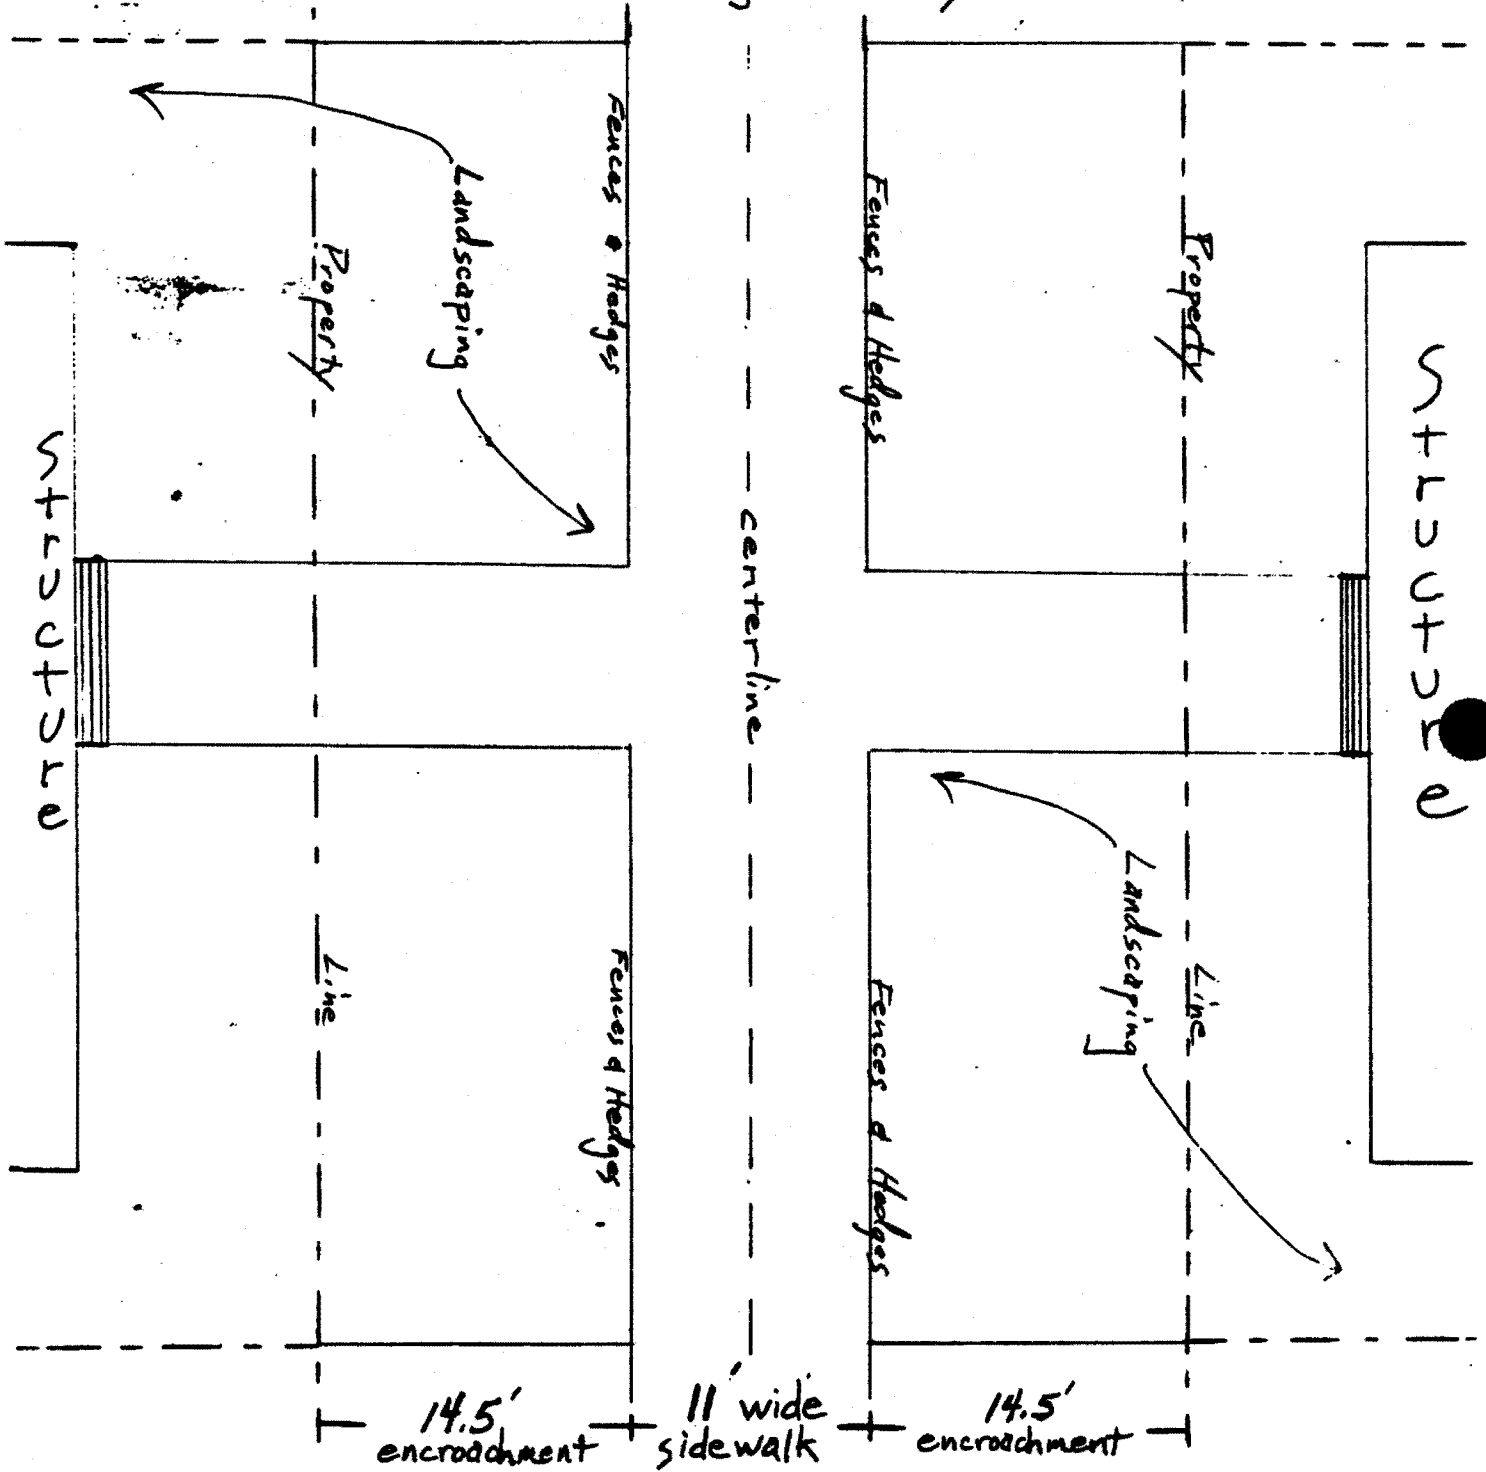 Fences & Hedges
Fences & Hedges
Landscaping
Property
Property
Structure
Structure
centerline
Landscaping
Line
Line
Fences & Hedges
Fences & Hedges
14.5'
encroachment
11' wide
sidewalk
14.5'
encroachment